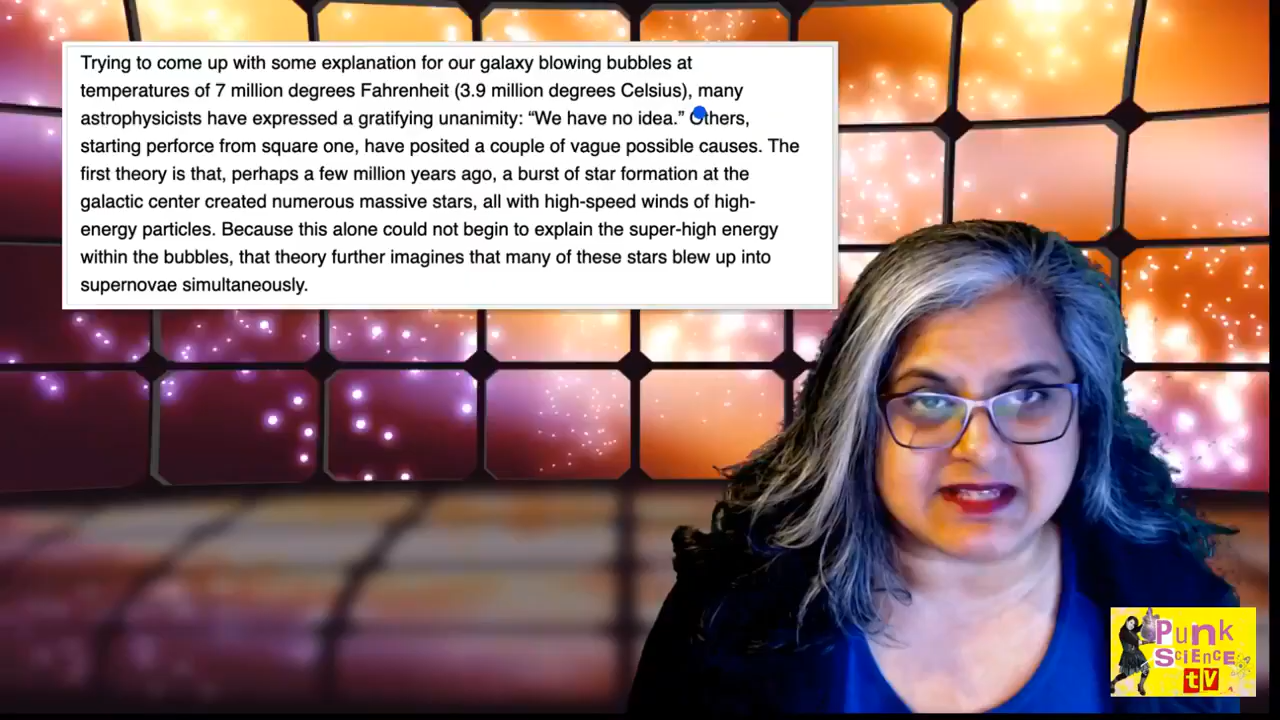 Trying to come up with some explanation for our galaxy blowing bubbles at
temperatures of 7 million degrees Fahrenheit (3.9 million degrees Celsius), many
astrophysicists have expressed a gratifying unanimity: “We have no idea.” Others,
starting perforce from square one, have posited a couple of vague possible causes. The
first theory is that, perhaps a few million years ago, a burst of star formation at the
galactic center created numerous massive stars, all with high-speed winds of high-
energy particles. Because this alone could not begin to explain the super-high energy
within the bubbles, that theory further imagines that many of these stars blew up into
supernovae simultaneously.
Punk
SCiENCE
tV